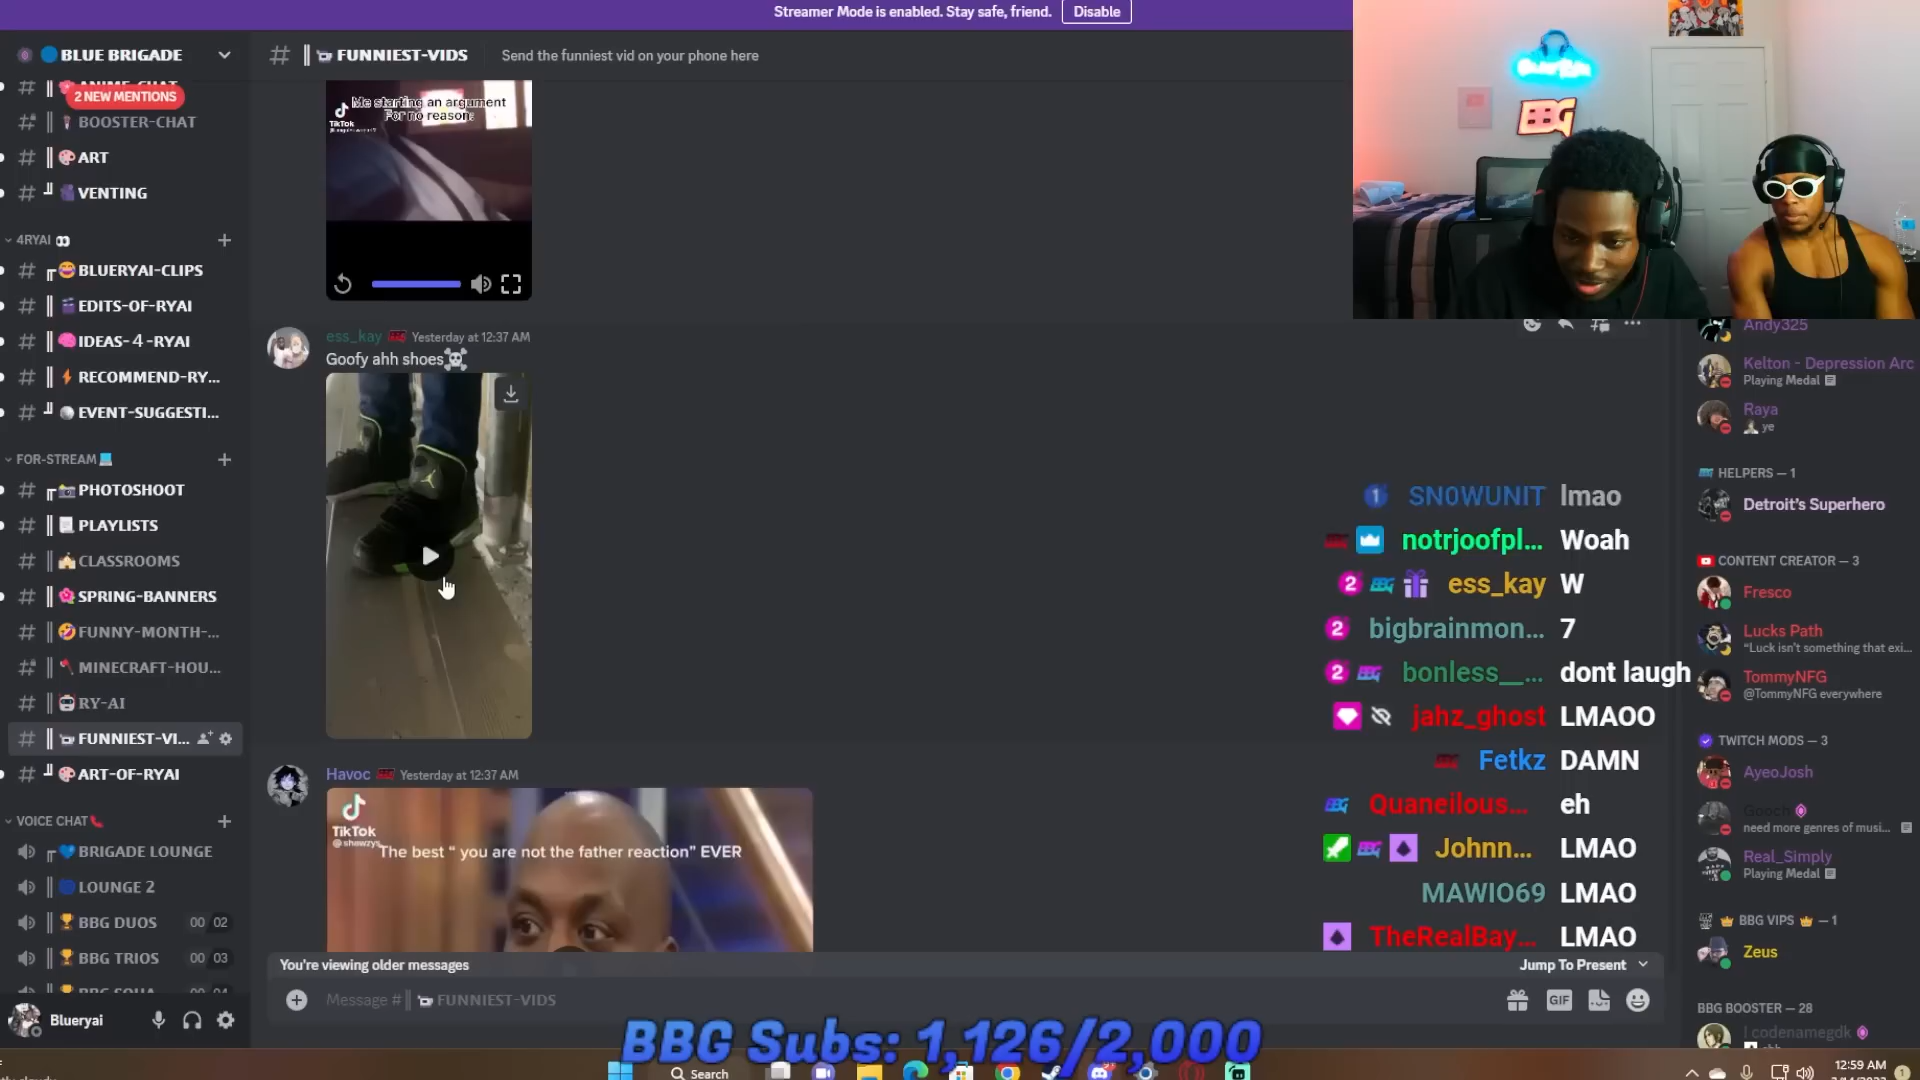 Streamer Mode is enabled. Stay safe, friend. Disable
BLUE BRIGADE
2 NEW MENTIONS
BOOSTER-CHAT
ART
VENTING
4RYAI
BLUERYAI-CLIPS
EDITS-OF-RYAI
IDEAS-4-RYAI
RECOMMEND-RY...
EVENT-SUGGESTI...
FOR-STREAM
PHOTOSHOOT
PLAYLISTS
CLASSROOMS
SPRING-BANNERS
FUNNY-MONTH-...
MINECRAFT-HOU...
RY-AI
FUNNIEST-VI...
ART-OF-RYAI
VOICE CHAT
BRIGADE LOUNGE
LOUNGE 2
BBG DUOS 00 02
BBG TRIOS 00 03
Blueryai
FUNNIEST-VIDS Send the funniest vid on your phone here
Me starting an argument
For no reason:
TikTok
ess_kay BBG Yesterday at 12:37 AM
Goofy ahh shoes
Havoc BBG Yesterday at 12:37 AM
TikTok
@shewzys
The best “ you are not the father reaction” EVER
You're viewing older messages
Jump To Present
Message # FUNNIEST-VIDS
GIF
BBG
SN0WUNIT lmao
notrjoofpl... Woah
ess_kay W
bigbrainmon... 7
bonless__... dont laugh
jahz_ghost LMAOO
Fetkz DAMN
Quaneilous... eh
Johnn... LMAO
MAWIO69 LMAO
TheRealBay... LMAO
Andy325
Kelton - Depression Arc
Playing Medal
Raya
ye
HELPERS — 1
Detroit's Superhero
CONTENT CREATOR — 3
Fresco
Lucks Path
“Luck isn't something that exi...
TommyNFG
@TommyNFG everywhere
TWITCH MODS — 3
AyeoJosh
Gooch
need more genres of musi...
Real_Simply
Playing Medal
BBG VIPS — 1
Zeus
BBG BOOSTER — 28
! codenamegdk
BBG Subs: 1,126/2,000
Search
12:59 AM